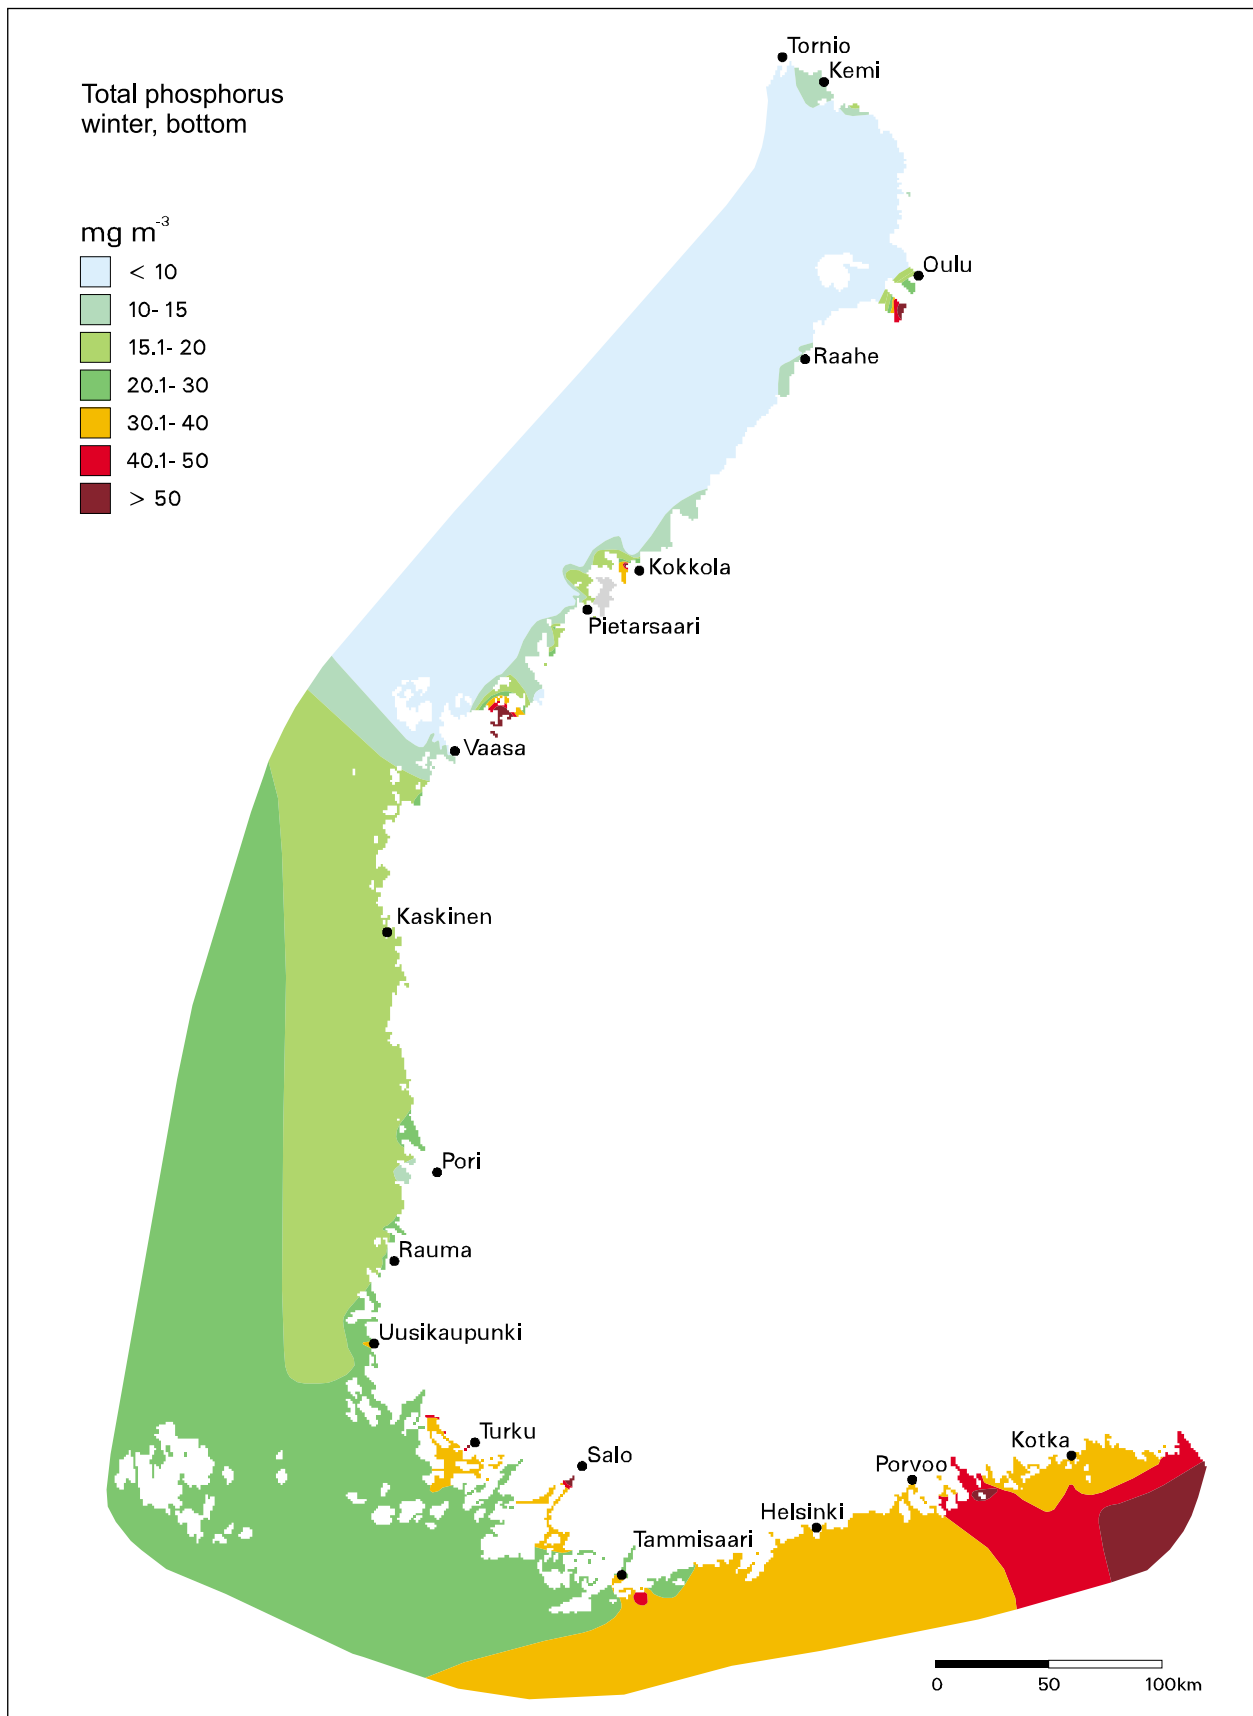 Total phosphorus
winter, bottom
mg m-3
< 10
10- 15
15.1- 20
20.1- 30
30.1- 40
40.1- 50
> 50
Tornio
Kemi
Oulu
Raahe
Kokkola
Pietarsaari
Vaasa
Kaskinen
Pori
Rauma
Uusikaupunki
Turku
Salo
Kotka
Porvoo
Helsinki
Tammisaari
0 50 100km